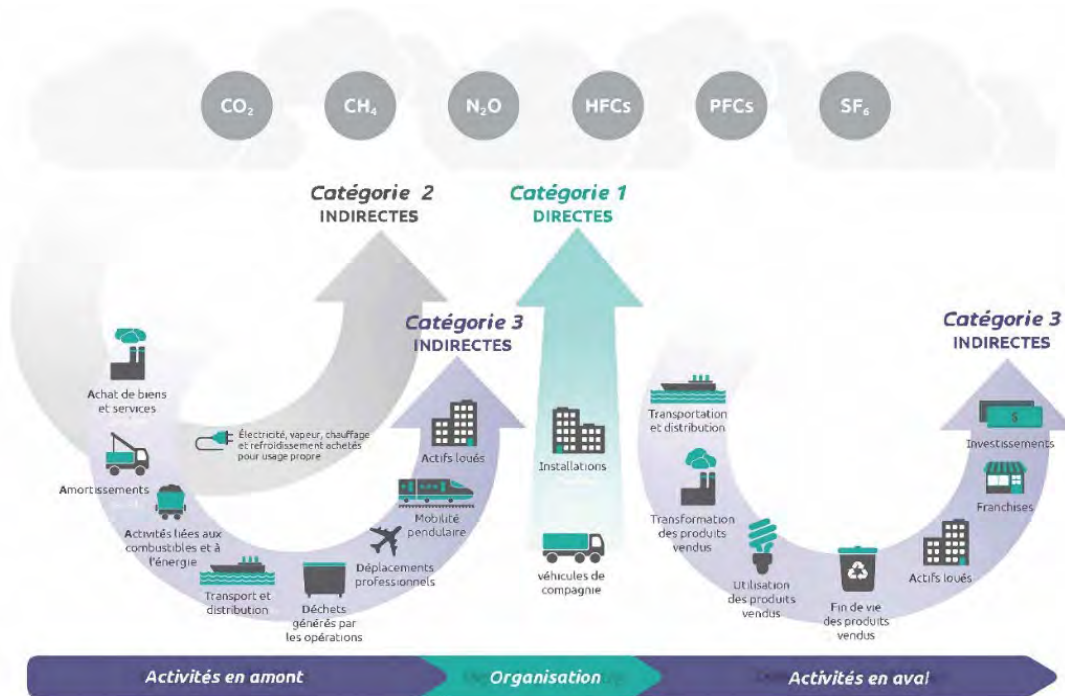 CO₂
CH₄
N₂O
HFCs
PFCs
SF₆
Catégorie 2
INDIRECTES
Catégorie 1
DIRECTES
Catégorie 3
INDIRECTES
Catégorie 3
INDIRECTES
Achat de biens
et services
Électricité, vapeur, chauffage
et refroidissement achetés
pour usage propre
Amortissements
Activités liées aux
combustibles et à
l'énergie
Transport et
distribution
Déchets
générés par
les opérations
Déplacements
professionnels
Mobilité
pendulaire
Actifs loués
Installations
véhicules de
compagnie
Transportation
et distribution
Transformation
des produits
vendus
Utilisation
des produits
vendus
Fin de vie
des produits
vendus
Actifs loués
Franchises
Investissements
$
Activités en amont
Organisation
Activités en aval